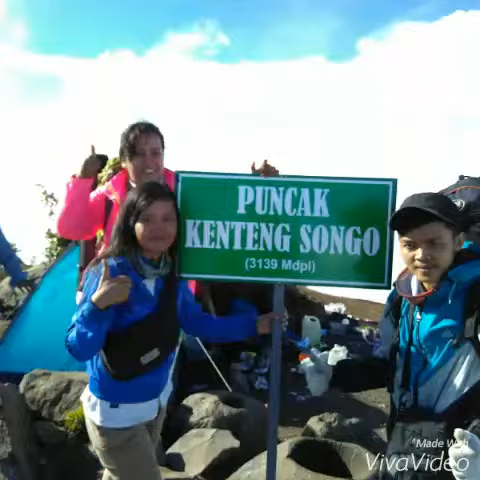 PUNCAK
KENTENG SONGO
(3139 Mdpl)
Made With
VivaVideo